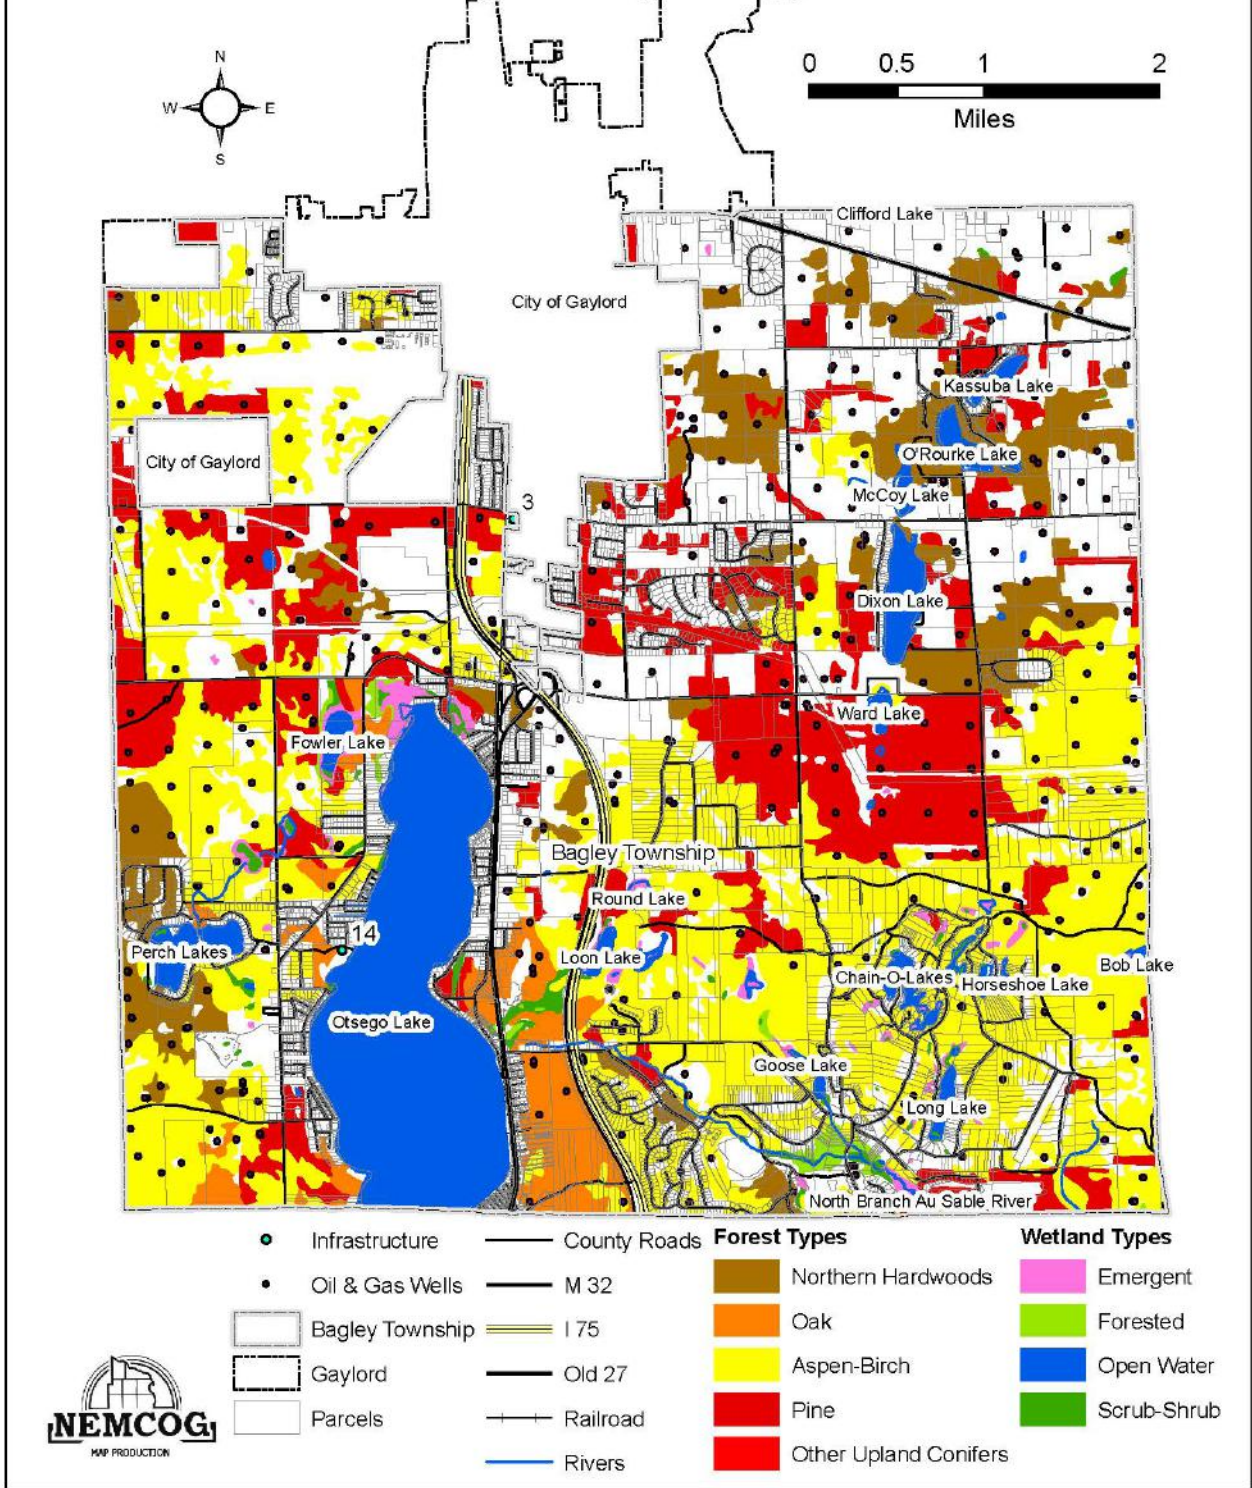 N
W E
S
0 0.5 1 2
Miles
Clifford Lake
City of Gaylord
Kassuba Lake
O'Rourke Lake
City of Gaylord
McCoy Lake
3
Dixon Lake
Ward Lake
Fowler Lake
Bagley Township
Round Lake
14
Perch Lakes
Loon Lake
Bob Lake
Chain-O-Lakes
Horseshoe Lake
Otsego Lake
Goose Lake
Long Lake
North Branch Au Sable River
Infrastructure
Oil & Gas Wells
Bagley Township
Gaylord
Parcels
County Roads
M 32
I 75
Old 27
Railroad
Rivers
Forest Types
Northern Hardwoods
Oak
Aspen-Birch
Pine
Other Upland Conifers
Wetland Types
Emergent
Forested
Open Water
Scrub-Shrub
NEMCOG
MAP PRODUCTION